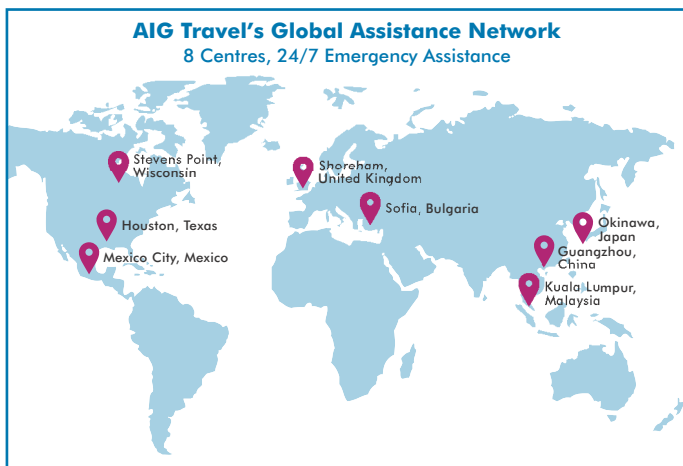 AIG Travel's Global Assistance Network
8 Centres, 24/7 Emergency Assistance
Stevens Point,
Wisconsin
Shoreham,
United Kingdom
Houston, Texas
Sofia, Bulgaria
Mexico City, Mexico
Okinawa,
Japan
Guangzhou,
China
Kuala Lumpur,
Malaysia